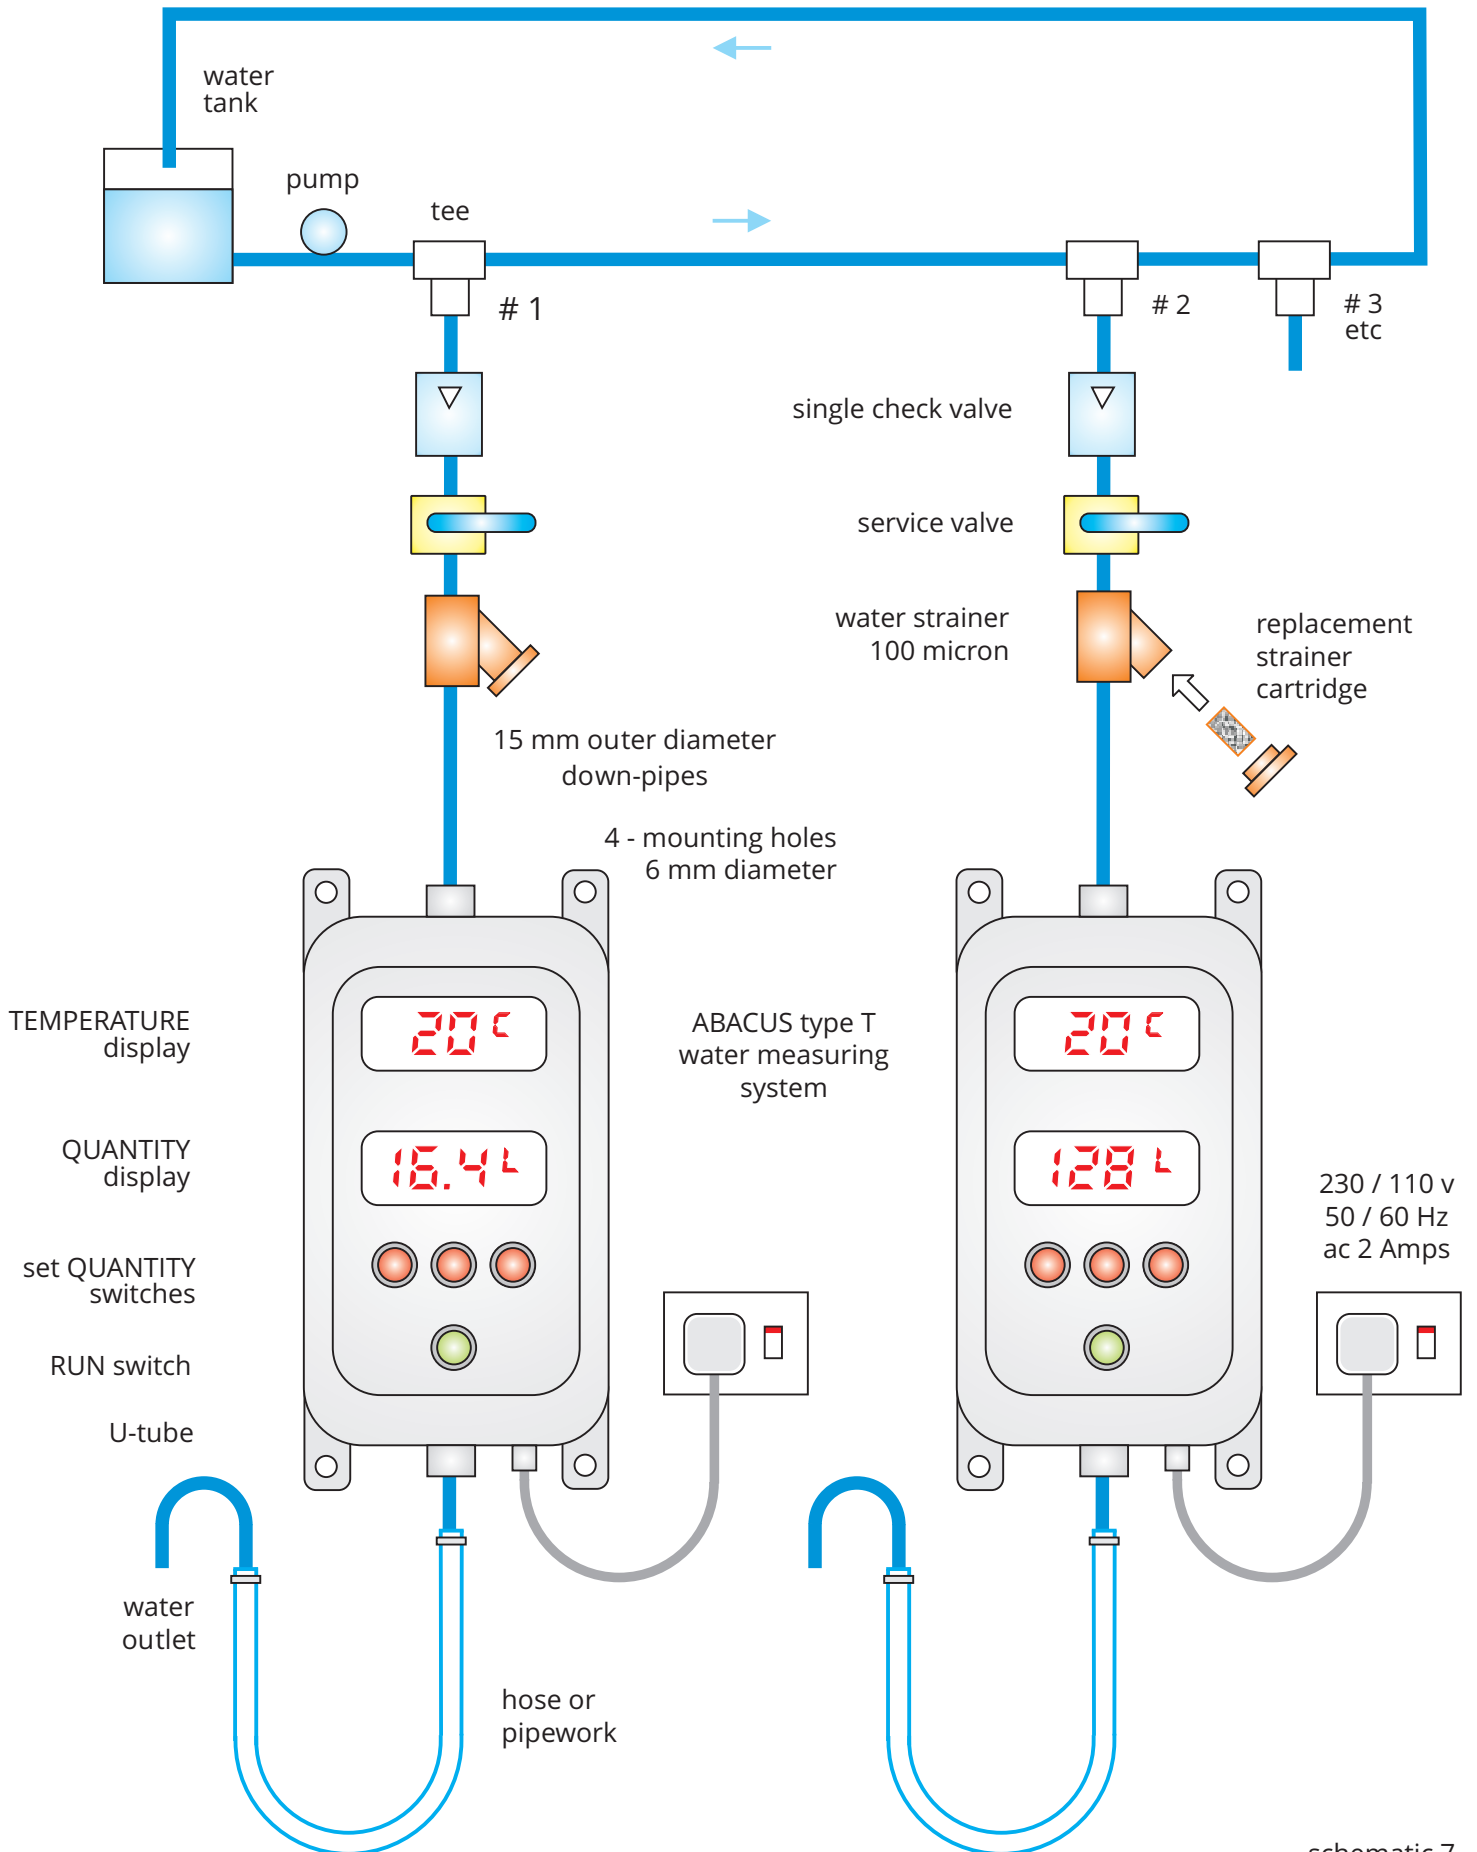 water
tank
pump
tee
# 1
# 2
# 3
etc
single check valve
service valve
water strainer
100 micron
replacement
strainer
cartridge
15 mm outer diameter
down-pipes
4 - mounting holes
6 mm diameter
TEMPERATURE
display
20 C
ABACUS type T
water measuring
system
20 C
QUANTITY
display
16.4 L
128 L
230 / 110 v
50 / 60 Hz
ac 2 Amps
set QUANTITY
switches
RUN switch
U-tube
water
outlet
hose or
pipework
schematic 7